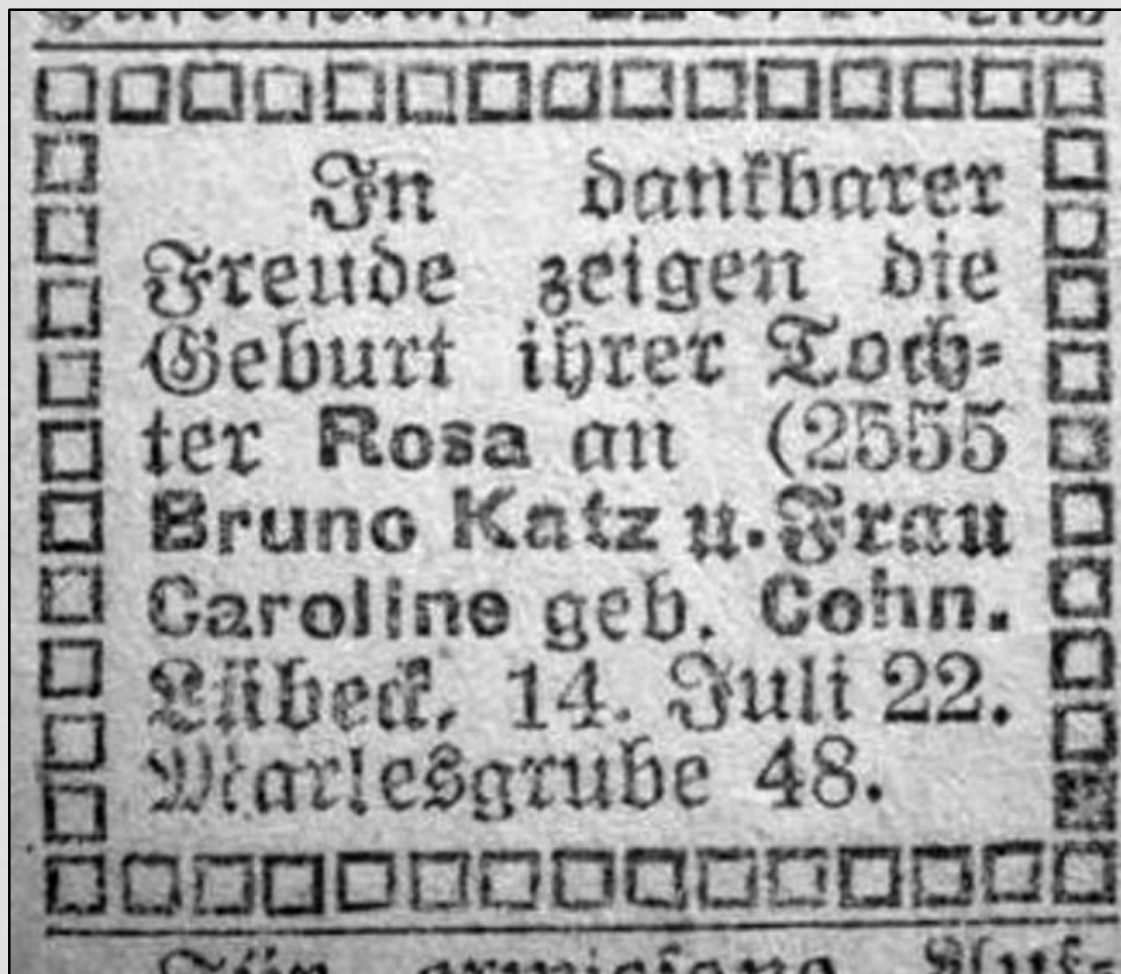 In dankbarer
Freude zeigen die
Geburt ihrer Toch=
ter Rosa an (2555
Bruno Katz u. Frau
Caroline geb. Cohn.
Lübeck, 14. Juli 22.
Marlesgrube 48.
Für